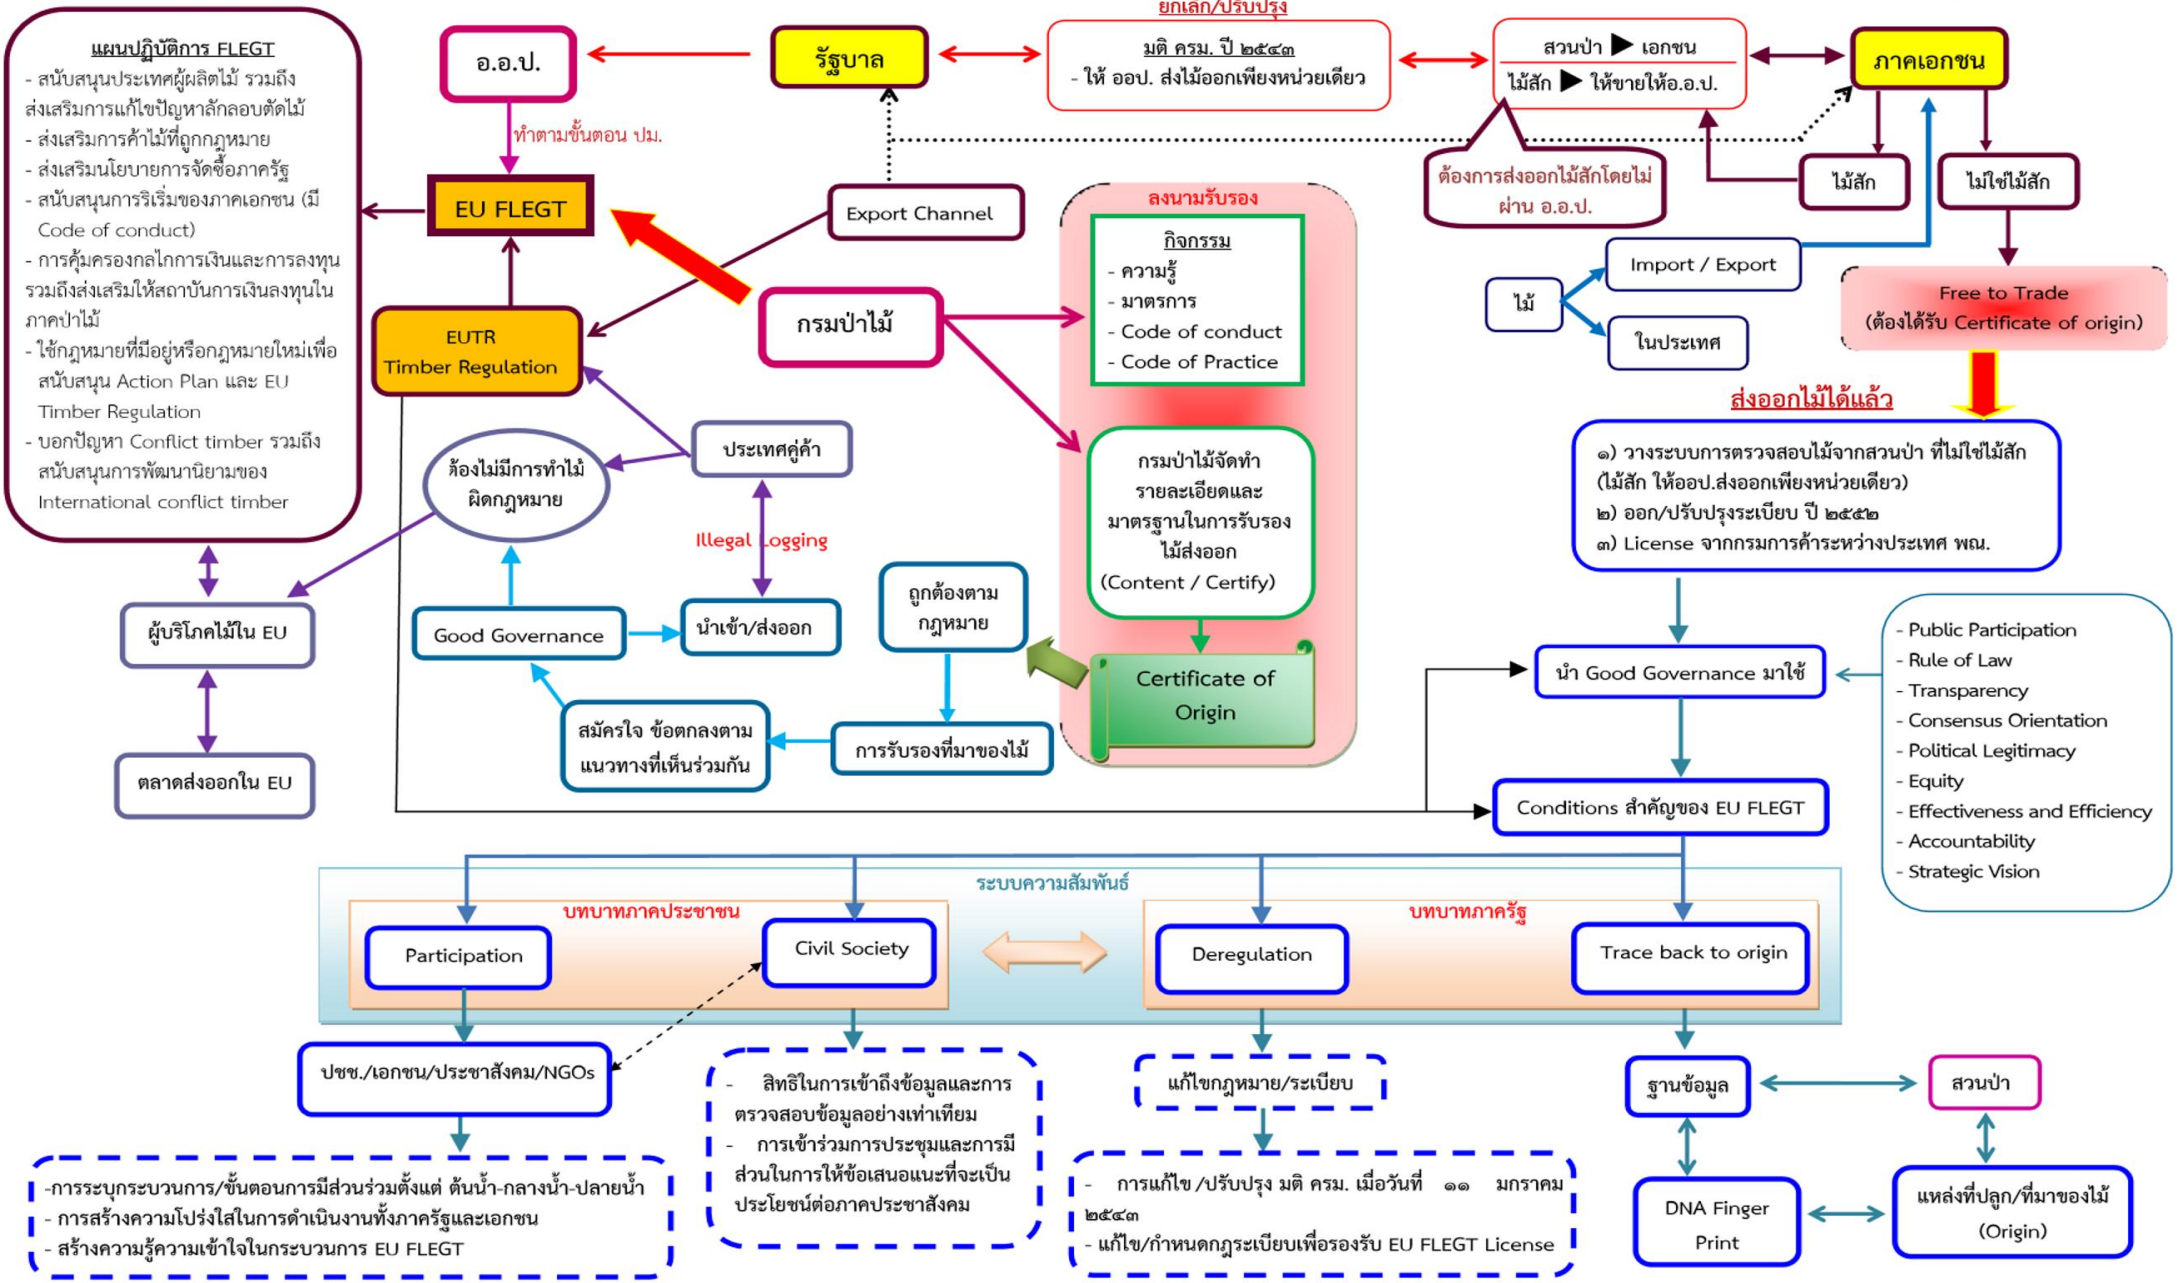 แผนปฏิบัติการ FLEGT
- สนับสนุนประเทศผู้ผลิตไม้ รวมถึง
ส่งเสริมการแก้ไขปัญหาลักลอบตัดไม้
- ส่งเสริมการค้าไม้ที่ถูกกฎหมาย
- ส่งเสริมนโยบายการจัดซื้อภาครัฐ
- สนับสนุนการริเริ่มของภาคเอกชน (มี
Code of conduct)
- การคุ้มครองกลไกการเงินและการลงทุน
รวมถึงส่งเสริมให้สถาบันการเงินลงทุนใน
ภาคป่าไม้
- ใช้กฎหมายที่มีอยู่หรือกฎหมายใหม่เพื่อ
สนับสนุน Action Plan และ EU
Timber Regulation
- บอกปัญหา Conflict timber รวมถึง
สนับสนุนการพัฒนานิยามของ
International conflict timber
อ.อ.ป.
รัฐบาล
ยกเลิก/ปรับปรุง
มติ ครม. ปี ๒๕๔๓
- ให้ ออป. ส่งไม้ออกเพียงหน่วยเดียว
สวนป่า ▶ เอกชน
ไม้สัก ▶ ให้ขายให้อ.อ.ป.
ภาคเอกชน
ทำตามขั้นตอน ปม.
EU FLEGT
Export Channel
ต้องการส่งออกไม้สักโดยไม่
ผ่าน อ.อ.ป.
ไม้สัก
ไม่ใช่ไม้สัก
ลงนามรับรอง
กิจกรรม
- ความรู้
- มาตรการ
- Code of conduct
- Code of Practice
ไม้
Import / Export
ในประเทศ
Free to Trade
(ต้องได้รับ Certificate of origin)
EUTR
Timber Regulation
กรมป่าไม้
ส่งออกไม้ได้แล้ว
๑) วางระบบการตรวจสอบไม้จากสวนป่า ที่ไม่ใช่ไม้สัก
(ไม้สัก ให้ออป.ส่งออกเพียงหน่วยเดียว)
๒) ออก/ปรับปรุงระเบียบ ปี ๒๕๕๒
๓) License จากกรมการค้าระหว่างประเทศ พณ.
ต้องไม่มีการทำไม้
ผิดกฎหมาย
ประเทศคู่ค้า
Illegal Logging
กรมป่าไม้จัดทำ
รายละเอียดและ
มาตรฐานในการรับรอง
ไม้ส่งออก
(Content / Certify)
ผู้บริโภคไม้ใน EU
Good Governance
นำเข้า/ส่งออก
ถูกต้องตาม
กฎหมาย
Certificate of
Origin
สมัครใจ ข้อตกลงตาม
แนวทางที่เห็นร่วมกัน
การรับรองที่มาของไม้
ตลาดส่งออกใน EU
นำ Good Governance มาใช้
- Public Participation
- Rule of Law
- Transparency
- Consensus Orientation
- Political Legitimacy
- Equity
- Effectiveness and Efficiency
- Accountability
- Strategic Vision
Conditions สำคัญของ EU FLEGT
ระบบความสัมพันธ์
บทบาทภาคประชาชน
บทบาทภาครัฐ
Participation
Civil Society
Deregulation
Trace back to origin
ปชช./เอกชน/ประชาสังคม/NGOs
- สิทธิในการเข้าถึงข้อมูลและการ
ตรวจสอบข้อมูลอย่างเท่าเทียม
- การเข้าร่วมการประชุมและการมี
ส่วนในการให้ข้อเสนอแนะที่จะเป็น
ประโยชน์ต่อภาคประชาสังคม
แก้ไขกฎหมาย/ระเบียบ
ฐานข้อมูล
สวนป่า
-การระบุกระบวนการ/ขั้นตอนการมีส่วนร่วมตั้งแต่ ต้นน้ำ-กลางน้ำ-ปลายน้ำ
- การสร้างความโปร่งใสในการดำเนินงานทั้งภาครัฐและเอกชน
- สร้างความรู้ความเข้าใจในกระบวนการ EU FLEGT
- การแก้ไข /ปรับปรุง มติ ครม. เมื่อวันที่ ๑๑ มกราคม
๒๕๔๓
- แก้ไข/กำหนดกฎระเบียบเพื่อรองรับ EU FLEGT License
DNA Finger
Print
แหล่งที่ปลูก/ที่มาของไม้
(Origin)